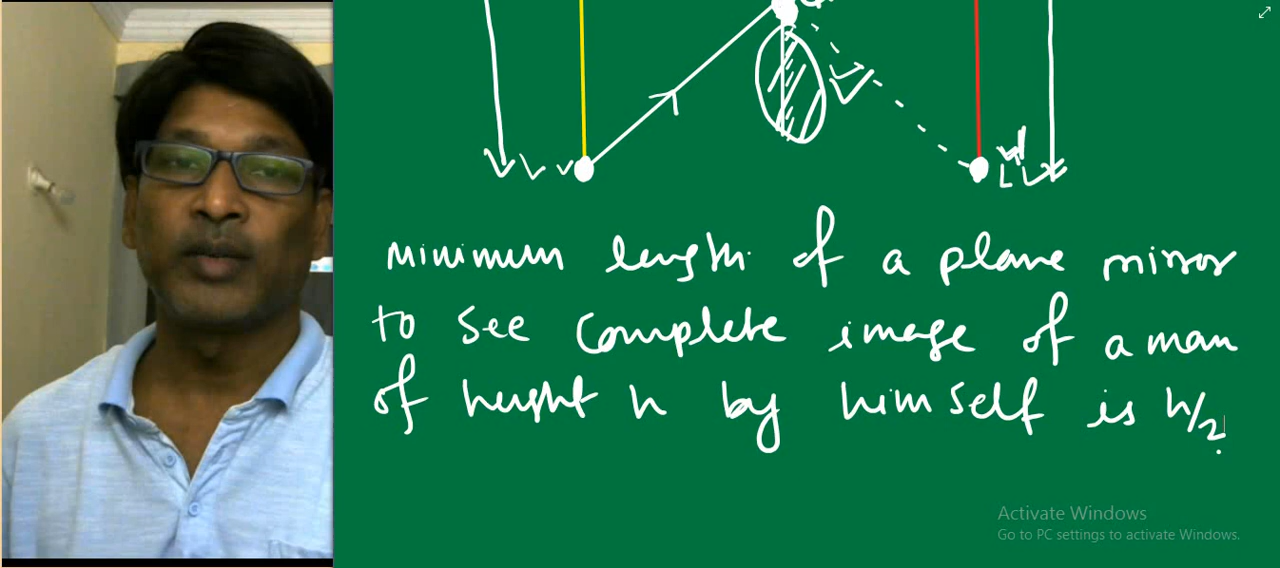 Minimum length of a plane mirror
to see complete image of a man
of height h by himself is h/2.
Activate Windows
Go to PC settings to activate Windows.